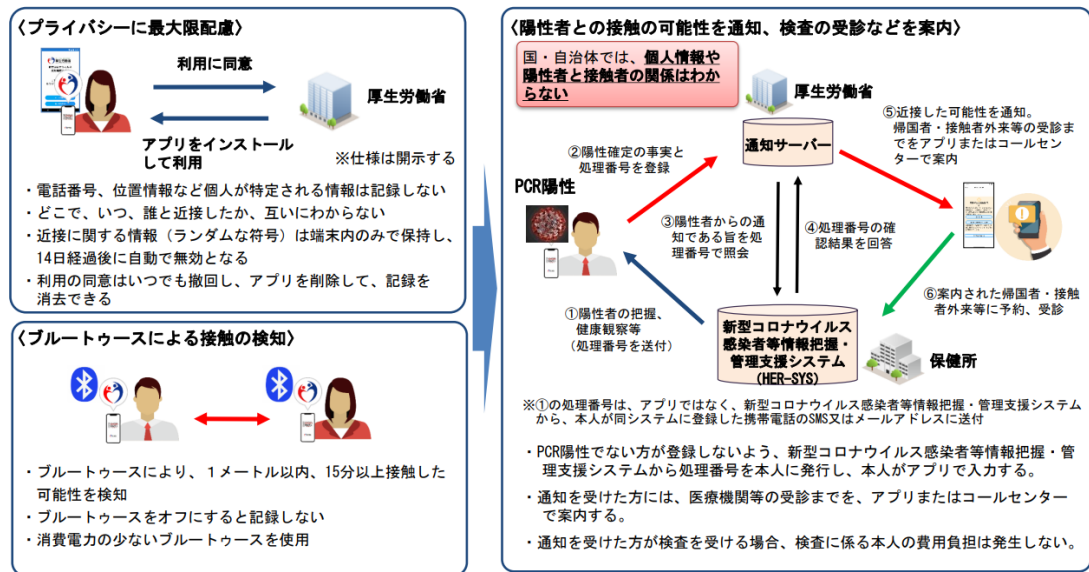 〈プライバシーに最大限配慮〉
利用に同意
厚生労働省
アプリをインストール
して利用
※仕様は開示する
・電話番号、位置情報など個人が特定される情報は記録しない
・どこで、いつ、誰と近接したか、互いにわからない
・近接に関する情報（ランダムな符号）は端末内のみで保持し、
14日経過後に自動で無効となる
・利用の同意はいつでも撤回し、アプリを削除して、記録を
消去できる
〈ブルートゥースによる接触の検知〉
・ブルートゥースにより、１メートル以内、15分以上接触した
可能性を検知
・ブルートゥースをオフにすると記録しない
・消費電力の少ないブルートゥースを使用
〈陽性者との接触の可能性を通知、検査の受診などを案内〉
国・自治体では、個人情報や
陽性者と接触者の関係はわか
らない
厚生労働省
通知サーバー
⑤近接した可能性を通知。
帰国者・接触者外来等の受診ま
でをアプリまたはコールセン
ターで案内
②陽性確定の事実と
処理番号を登録
PCR陽性
③陽性者からの通
知である旨を処
理番号で照会
④処理番号の確
認結果を回答
①陽性者の把握、
健康観察等
（処理番号を送付）
⑥案内された帰国者・接触
者外来等に予約、受診
新型コロナウイルス
感染者等情報把握・
管理支援システム
(HER-SYS)
保健所
※①の処理番号は、アプリではなく、新型コロナウイルス感染者等情報把握・管理支援システム
から、本人が同システムに登録した携帯電話のSMS又はメールアドレスに送付
・PCR陽性でない方が登録しないよう、新型コロナウイルス感染者等情報把握・管
理支援システムから処理番号を本人に発行し、本人がアプリで入力する。
・通知を受けた方には、医療機関等の受診までを、アプリまたはコールセンター
で案内する。
・通知を受けた方が検査を受ける場合、検査に係る本人の費用負担は発生しない。